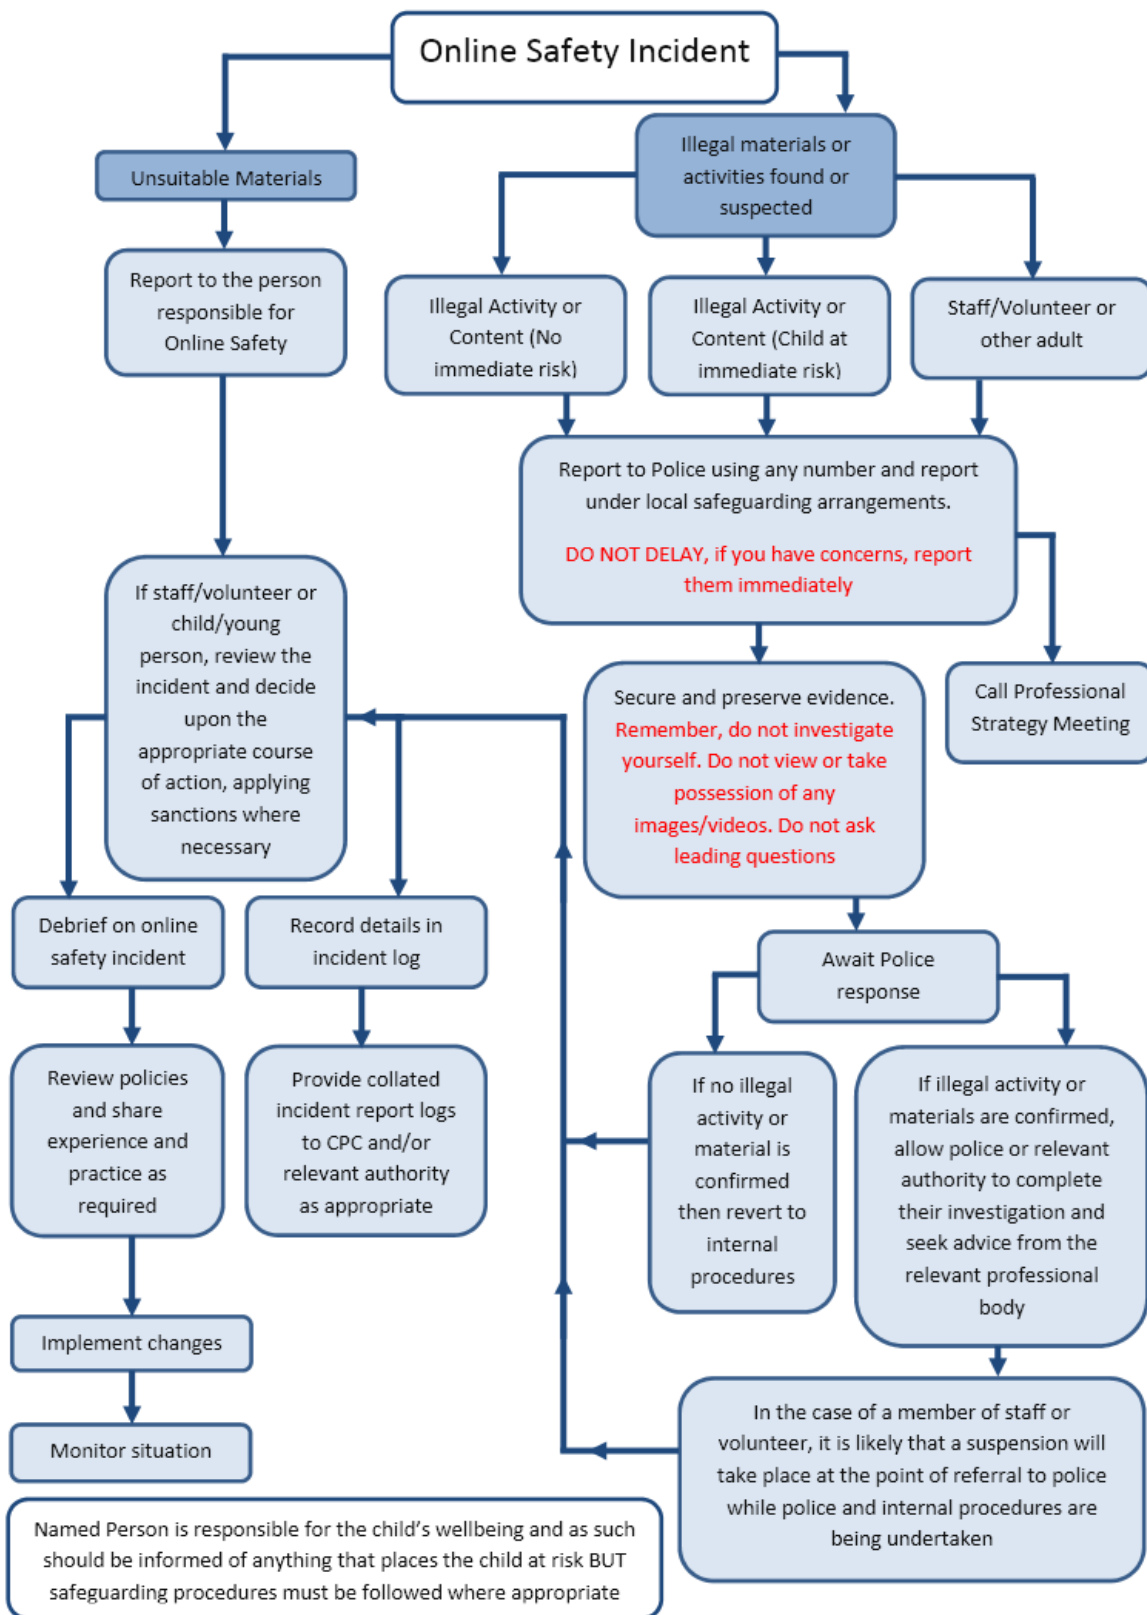 Online Safety Incident
Unsuitable Materials
Illegal materials or
activities found or
suspected
Report to the person
responsible for
Online Safety
Illegal Activity or
Content (No
immediate risk)
Illegal Activity or
Content (Child at
immediate risk)
Staff/Volunteer or
other adult
Report to Police using any number and report
under local safeguarding arrangements.
DO NOT DELAY, if you have concerns, report
them immediately
If staff/volunteer or
child/young
person, review the
incident and decide
upon the
appropriate course
of action, applying
sanctions where
necessary
Secure and preserve evidence.
Remember, do not investigate
yourself. Do not view or take
possession of any
images/videos. Do not ask
leading questions
Call Professional
Strategy Meeting
Debrief on online
safety incident
Record details in
incident log
Await Police
response
Review policies
and share
experience and
practice as
required
Provide collated
incident report logs
to CPC and/or
relevant authority
as appropriate
If no illegal
activity or
material is
confirmed
then revert to
internal
procedures
If illegal activity or
materials are confirmed,
allow police or relevant
authority to complete
their investigation and
seek advice from the
relevant professional
body
Implement changes
Monitor situation
In the case of a member of staff or
volunteer, it is likely that a suspension will
take place at the point of referral to police
while police and internal procedures are
being undertaken
Named Person is responsible for the child's wellbeing and as such
should be informed of anything that places the child at risk BUT
safeguarding procedures must be followed where appropriate